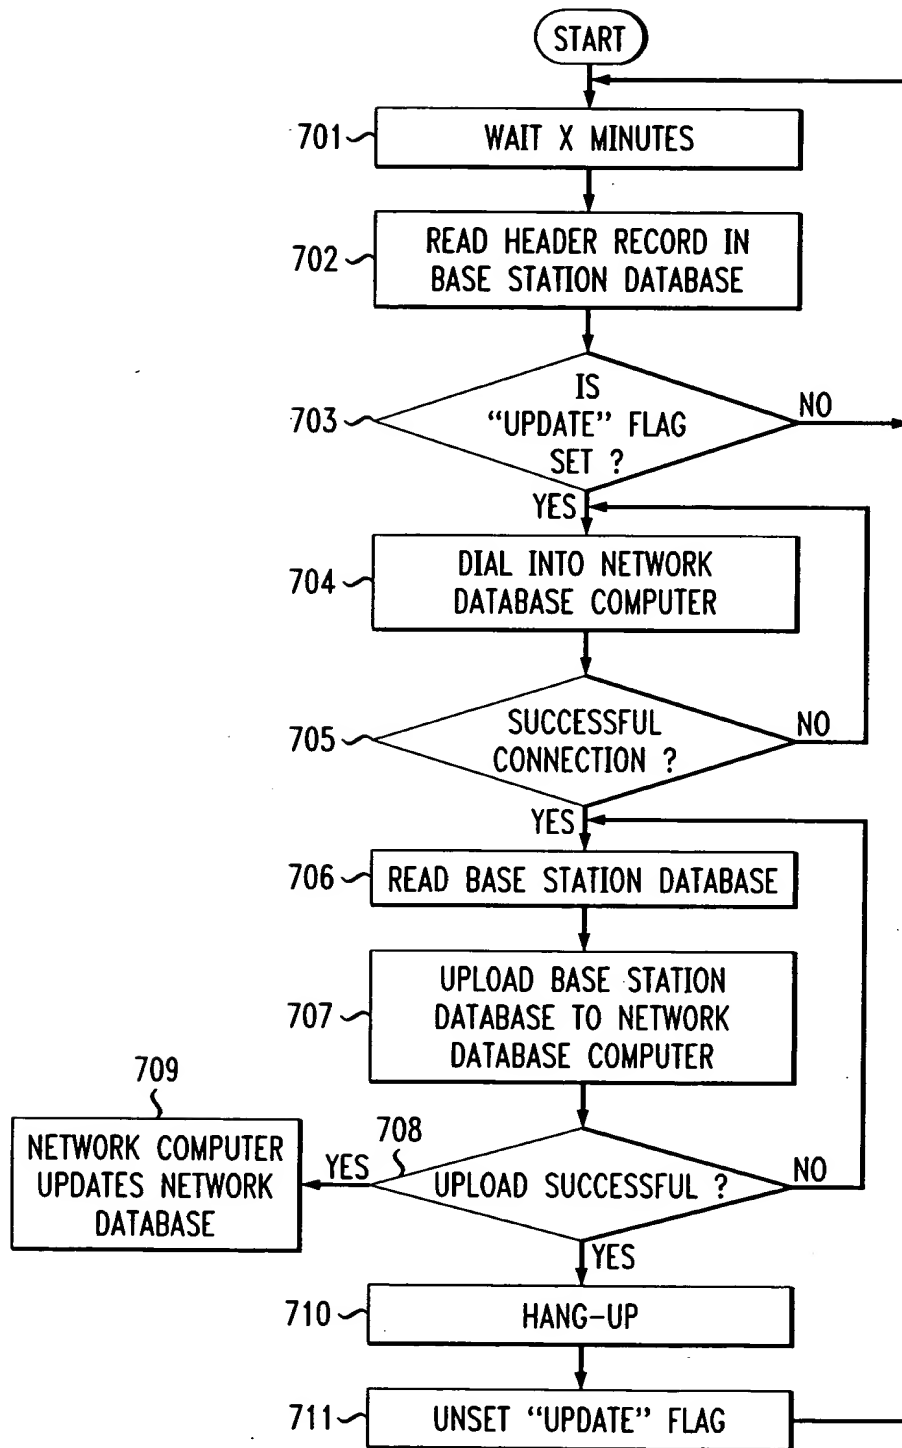 START
701
WAIT X MINUTES
702
READ HEADER RECORD IN
BASE STATION DATABASE
703
IS
“UPDATE” FLAG
SET ?
NO
YES
704
DIAL INTO NETWORK
DATABASE COMPUTER
705
SUCCESSFUL
CONNECTION ?
NO
YES
706
READ BASE STATION DATABASE
707
UPLOAD BASE STATION
DATABASE TO NETWORK
DATABASE COMPUTER
709
NETWORK COMPUTER
UPDATES NETWORK
DATABASE
708
YES
UPLOAD SUCCESSFUL ?
NO
YES
710
HANG-UP
711
UNSET “UPDATE” FLAG